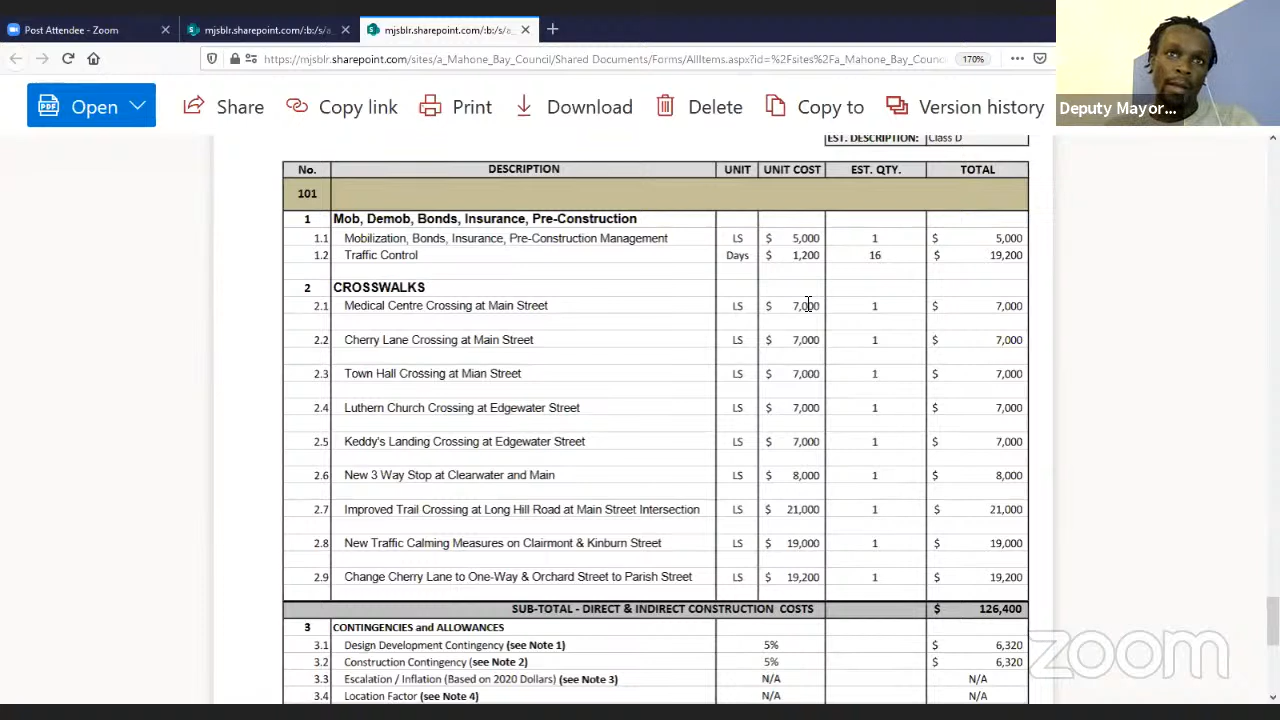 Post Attendee - Zoom
mjsblr.sharepoint.com/:b:/s/a_
mjsblr.sharepoint.com/:b:/s/a_
https://mjsblr.sharepoint.com/sites/a_Mahone_Bay_Council/Shared Documents/Forms/AllItems.aspx?id=%2Fsites%2Fa_Mahone_Bay_Counc
170%
Open
Share
Copy link
Print
Download
Delete
Copy to
Version history
Deputy Mayor...
EST. DESCRIPTION: Class D
No. DESCRIPTION UNIT UNIT COST EST. QTY. TOTAL
101
1 Mob, Demob, Bonds, Insurance, Pre-Construction
1.1 Mobilization, Bonds, Insurance, Pre-Construction Management LS $ 5,000 1 $ 5,000
1.2 Traffic Control Days $ 1,200 16 $ 19,200
2 CROSSWALKS
2.1 Medical Centre Crossing at Main Street LS $ 7,000 1 $ 7,000
2.2 Cherry Lane Crossing at Main Street LS $ 7,000 1 $ 7,000
2.3 Town Hall Crossing at Mian Street LS $ 7,000 1 $ 7,000
2.4 Luthern Church Crossing at Edgewater Street LS $ 7,000 1 $ 7,000
2.5 Keddy's Landing Crossing at Edgewater Street LS $ 7,000 1 $ 7,000
2.6 New 3 Way Stop at Clearwater and Main LS $ 8,000 1 $ 8,000
2.7 Improved Trail Crossing at Long Hill Road at Main Street Intersection LS $ 21,000 1 $ 21,000
2.8 New Traffic Calming Measures on Clairmont & Kinburn Street LS $ 19,000 1 $ 19,000
2.9 Change Cherry Lane to One-Way & Orchard Street to Parish Street LS $ 19,200 1 $ 19,200
SUB-TOTAL - DIRECT & INDIRECT CONSTRUCTION COSTS $ 126,400
3 CONTINGENCIES and ALLOWANCES
3.1 Design Development Contingency (see Note 1) 5% $ 6,320
3.2 Construction Contingency (see Note 2) 5% $ 6,320
3.3 Escalation / Inflation (Based on 2020 Dollars) (see Note 3) N/A N/A
3.4 Location Factor (see Note 4) N/A N/A
zoom